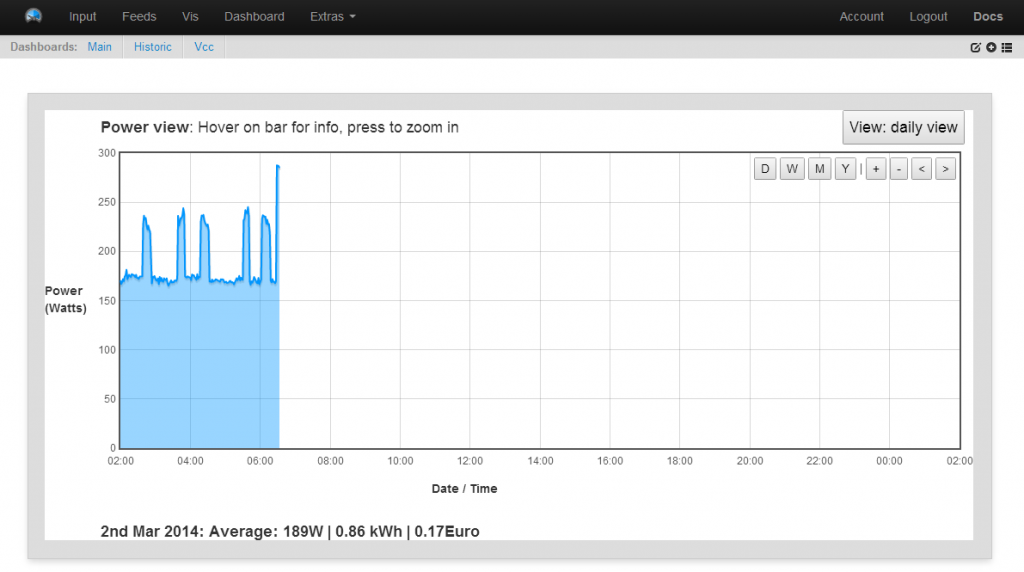 Input Feeds Vis Dashboard Extras Account Logout Docs
Dashboards: Main Historic Vcc
Power view: Hover on bar for info, press to zoom in
View: daily view
D W M Y | + - < >
300
250
200
150
100
50
0
Power
(Watts)
02:00 04:00 06:00 08:00 10:00 12:00 14:00 16:00 18:00 20:00 22:00 00:00 02:00
Date / Time
2nd Mar 2014: Average: 189W | 0.86 kWh | 0.17Euro